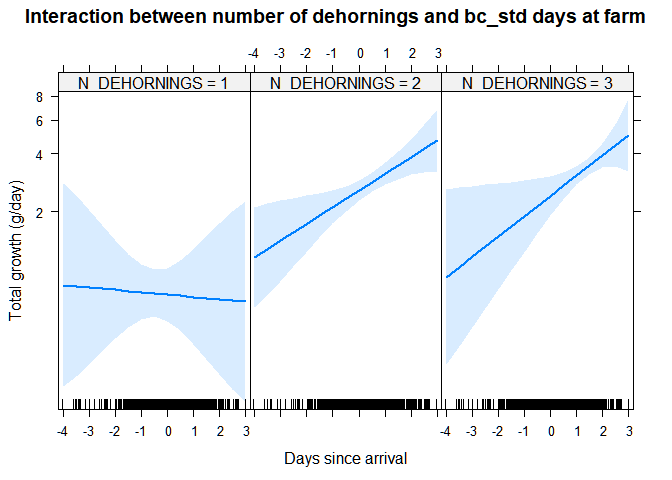 Interaction between number of dehornings and bc_std days at farm
-4 -3 -2 -1 0 1 2 3
N_DEHORNINGS = 1 N_DEHORNINGS = 2 N_DEHORNINGS = 3
8
6
4
2
Total growth (g/day)
-4 -3 -2 -1 0 1 2 3 -4 -3 -2 -1 0 1 2 3
Days since arrival